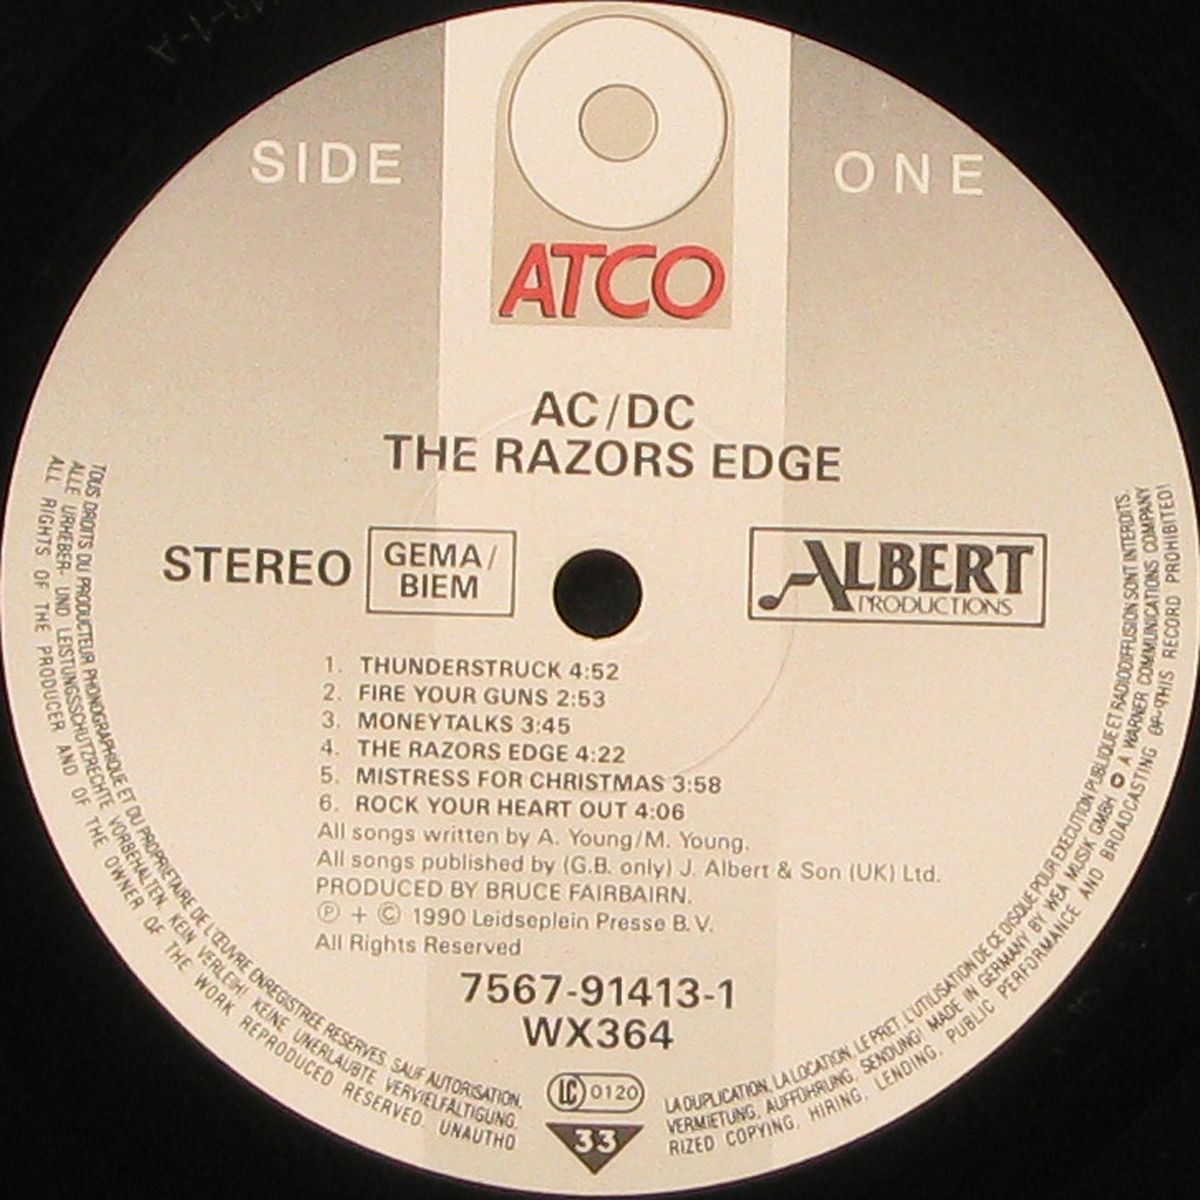 SIDE ONE
ATCO
AC/DC
THE RAZORS EDGE
STEREO
GEMA/
BIEM
ALBERT
PRODUCTIONS
1. THUNDERSTRUCK 4:52
2. FIRE YOUR GUNS 2:53
3. MONEYTALKS 3:45
4. THE RAZORS EDGE 4:22
5. MISTRESS FOR CHRISTMAS 3:58
6. ROCK YOUR HEART OUT 4:06
All songs written by A. Young/M. Young.
All songs published by (G.B. only) J. Albert & Son (UK) Ltd.
PRODUCED BY BRUCE FAIRBAIRN.
Ⓟ + © 1990 Leidseplein Presse B.V.
All Rights Reserved
7567-91413-1
WX364
LC 0120
33
TOUS DROITS DU PRODUCTEUR PHONOGRAPHIQUE ET DU PROPRIETAIRE DE L'ŒUVRE ENREGISTREE RESERVES. SAUF AUTORISATION, LA DUPLICATION, LA LOCATION, LE PRET, L'UTILISATION DE CE DISQUE POUR EXECUTION PUBLIQUE ET RADIODIFFUSION SONT INTERDITS.
ALLE URHEBER- UND LEISTUNGSSCHUTZRECHTE VORBEHALTEN. KEIN VERLEIH! KEINE UNERLAUBTE VERVIELFÄLTIGUNG, VERMIETUNG, AUFFÜHRUNG, SENDUNG! MADE IN GERMANY BY WEA MUSIK GMBH A WARNER COMMUNICATIONS COMPANY
ALL RIGHTS OF THE PRODUCER AND OF THE OWNER OF THE WORK REPRODUCED RESERVED. UNAUTHORIZED COPYING, HIRING, LENDING, PUBLIC PERFORMANCE AND BROADCASTING OF THIS RECORD PROHIBITED!